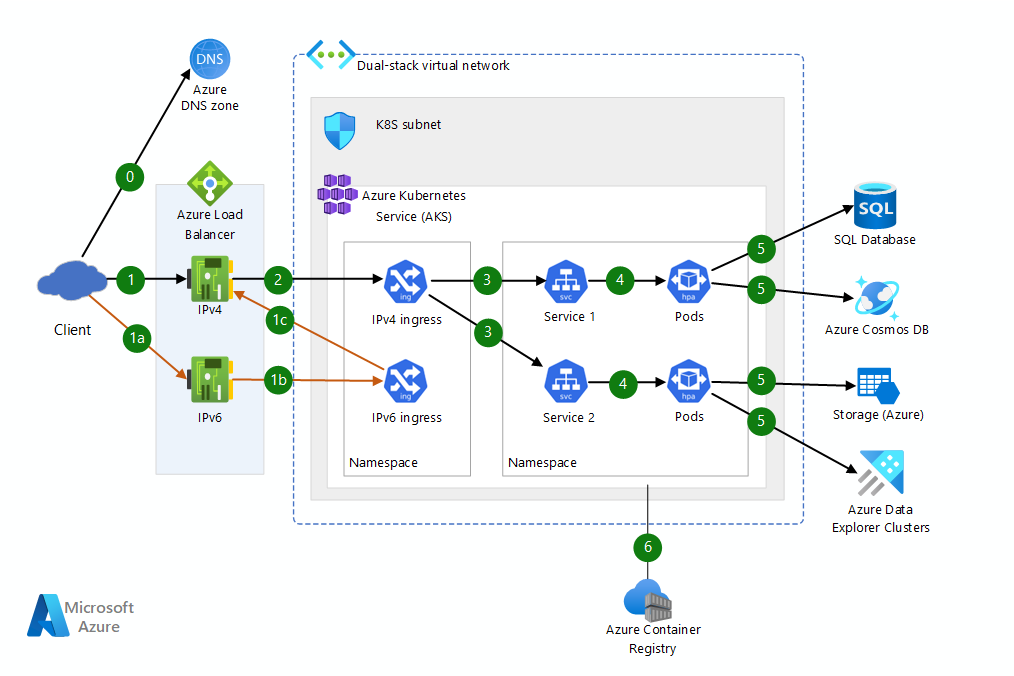 DNS
Azure
DNS zone
Dual-stack virtual network
K8S subnet
0
Azure Load
Balancer
Azure Kubernetes
Service (AKS)
SQL
SQL Database
Client
1
IPv4
2
ing
IPv4 ingress
3
svc
Service 1
4
hpa
Pods
5
5
Azure Cosmos DB
1a
1c
3
1b
IPv6
ing
IPv6 ingress
svc
Service 2
4
hpa
Pods
5
5
Storage (Azure)
Namespace
Namespace
Azure Data
Explorer Clusters
6
Azure Container
Registry
Microsoft
Azure